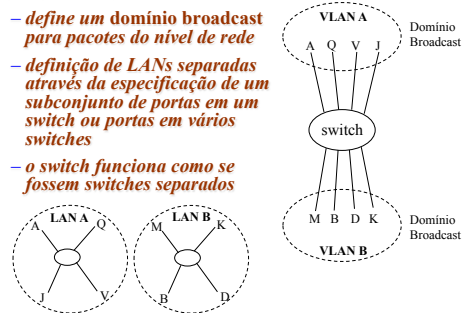 – define um domínio broadcast
para pacotes do nível de rede
– definição de LANs separadas
através da especificação de um
subconjunto de portas em um
switch ou portas em vários
switches
– o switch funciona como se
fossem switches separados
LAN A
A Q
J V
LAN B
M K
B D
VLAN A
A Q V J
Domínio
Broadcast
switch
M B D K
VLAN B
Domínio
Broadcast